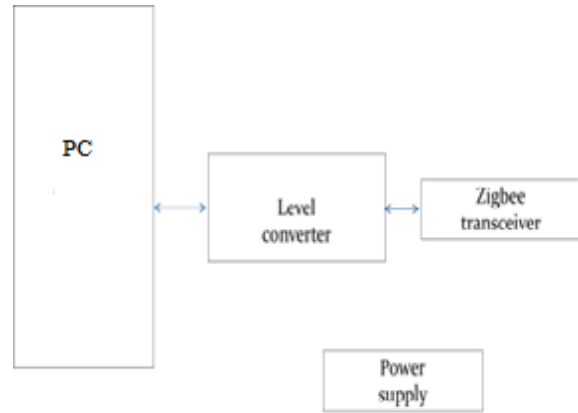 PC
Level
converter
Zigbee
transceiver
Power
supply